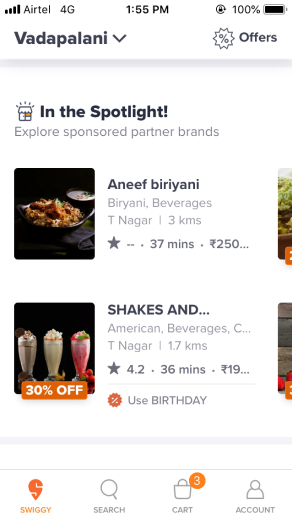 Airtel 4G 1:55 PM 100%
Vadapalani Offers
In the Spotlight!
Explore sponsored partner brands
Aneef biriyani
Biryani, Beverages
T Nagar | 3 kms
★ -- · 37 mins · ₹250...
SHAKES AND...
American, Beverages, C...
T Nagar | 1.7 kms
★ 4.2 · 36 mins · ₹19...
30% OFF
Use BIRTHDAY
3
SWIGGY SEARCH CART ACCOUNT